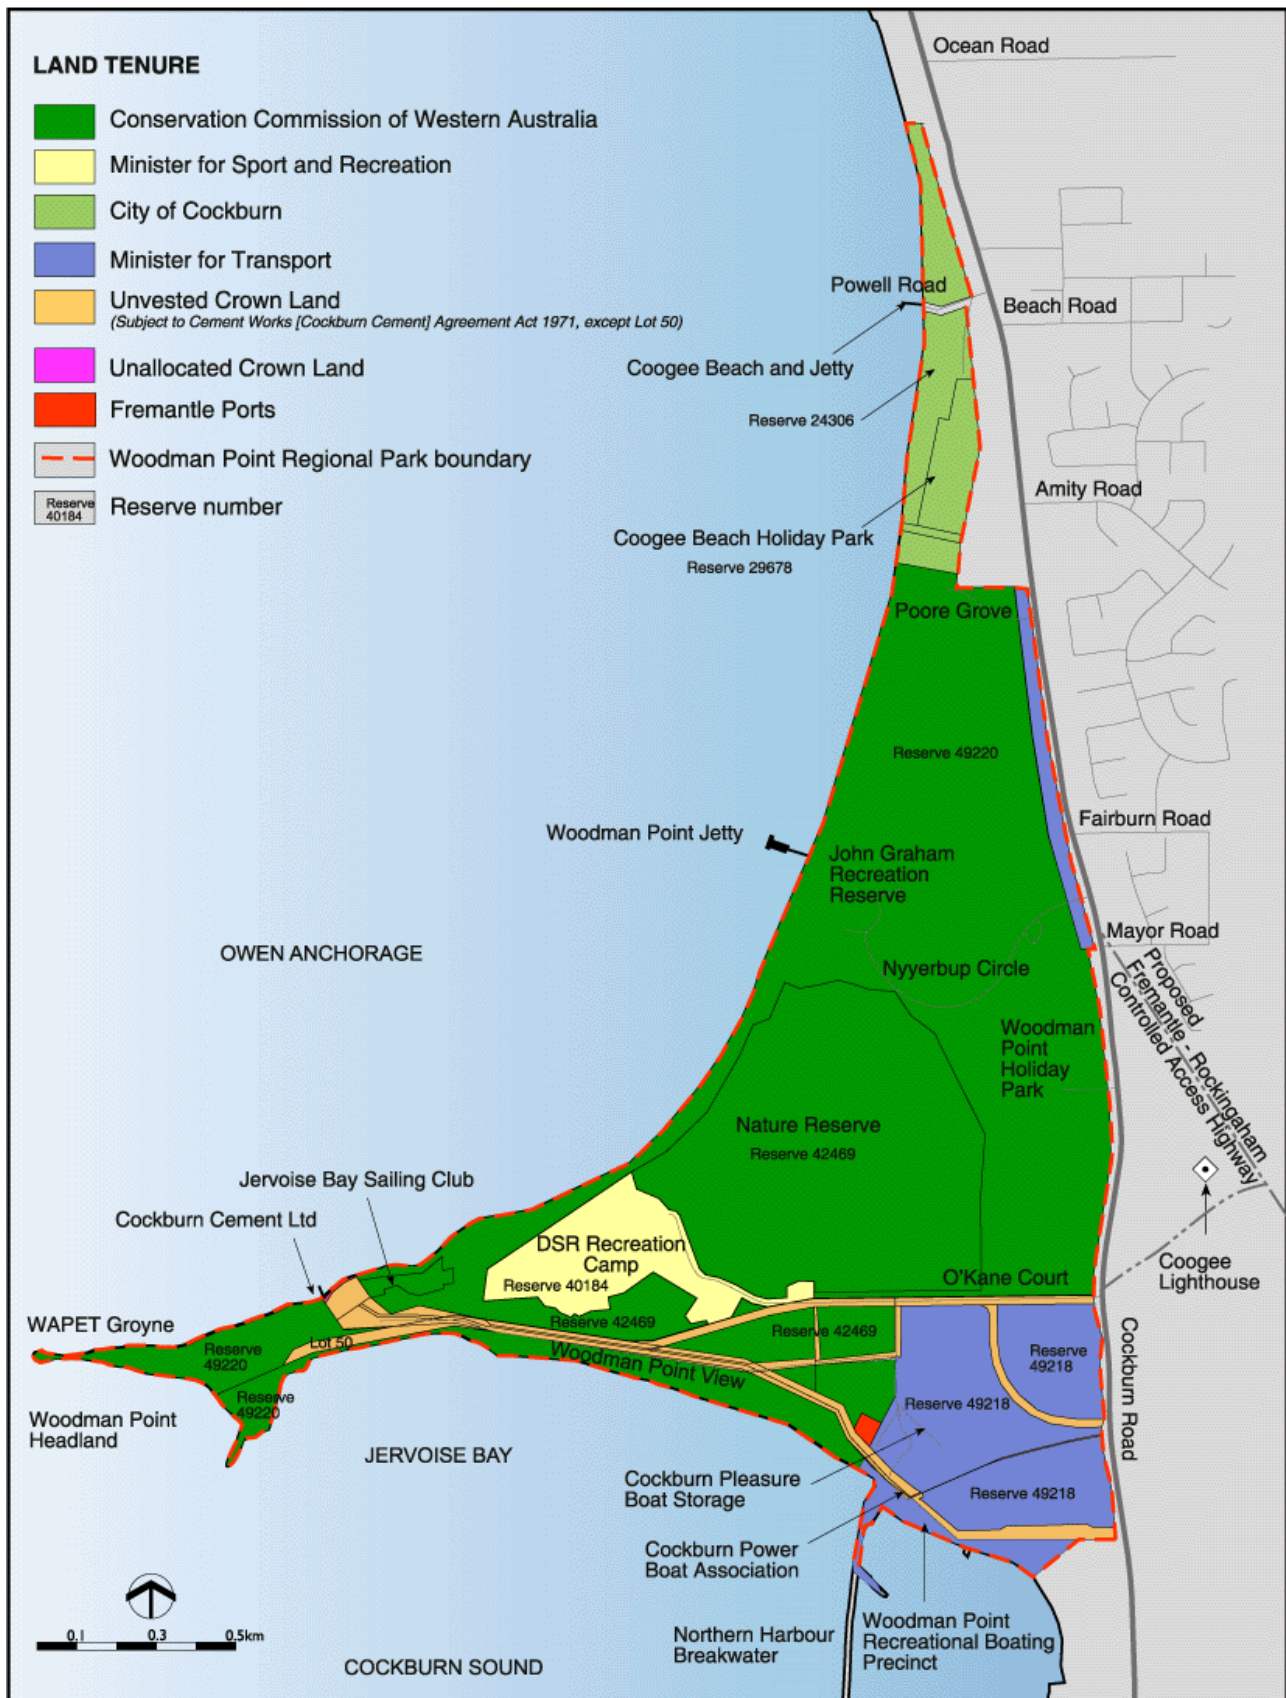 LAND TENURE
Conservation Commission of Western Australia
Minister for Sport and Recreation
City of Cockburn
Minister for Transport
Unvested Crown Land
(Subject to Cement Works [Cockburn Cement] Agreement Act 1971, except Lot 50)
Unallocated Crown Land
Fremantle Ports
Woodman Point Regional Park boundary
Reserve
40184
Reserve number
Ocean Road
Powell Road
Beach Road
Coogee Beach and Jetty
Reserve 24306
Amity Road
Coogee Beach Holiday Park
Reserve 29678
Poore Grove
Reserve 49220
Fairburn Road
Woodman Point Jetty
John Graham
Recreation
Reserve
Mayor Road
OWEN ANCHORAGE
Nyyerbup Circle
Proposed
Fremantle - Rockingaham
Controlled Access Highway
Woodman
Point
Holiday
Park
Nature Reserve
Reserve 42469
Jervoise Bay Sailing Club
Cockburn Cement Ltd
DSR Recreation
Camp
Reserve 40184
O'Kane Court
Coogee
Lighthouse
WAPET Groyne
Reserve 42469
Reserve 42469
Lot 50
Reserve
49220
Reserve
49220
Woodman Point View
Reserve
49218
Cockburn Road
Reserve 49218
Woodman Point
Headland
JERVOISE BAY
Cockburn Pleasure
Boat Storage
Reserve 49218
Cockburn Power
Boat Association
Northern Harbour
Breakwater
Woodman Point
Recreational Boating
Precinct
0.1
0.3
0.5km
COCKBURN SOUND